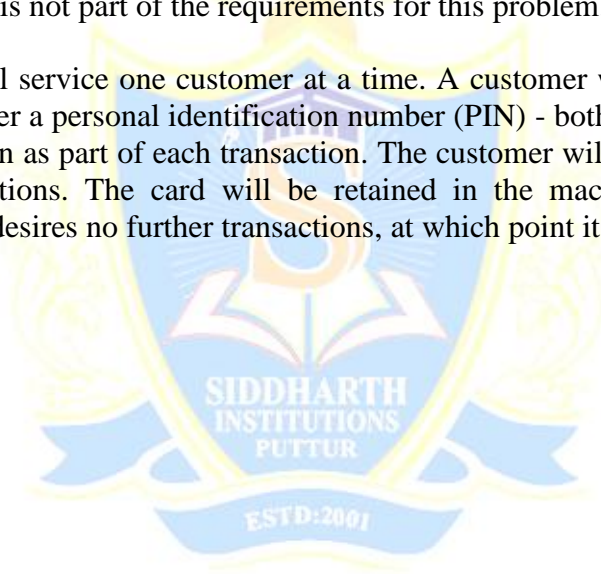 is not part of the requirements for this problem
l service one customer at a time. A customer w
er a personal identification number (PIN) - both
n as part of each transaction. The customer wil
tions. The card will be retained in the mac
desires no further transactions, at which point it
SIDDHARTH
INSTITUTIONS
PUTTUR
ESTD:2001